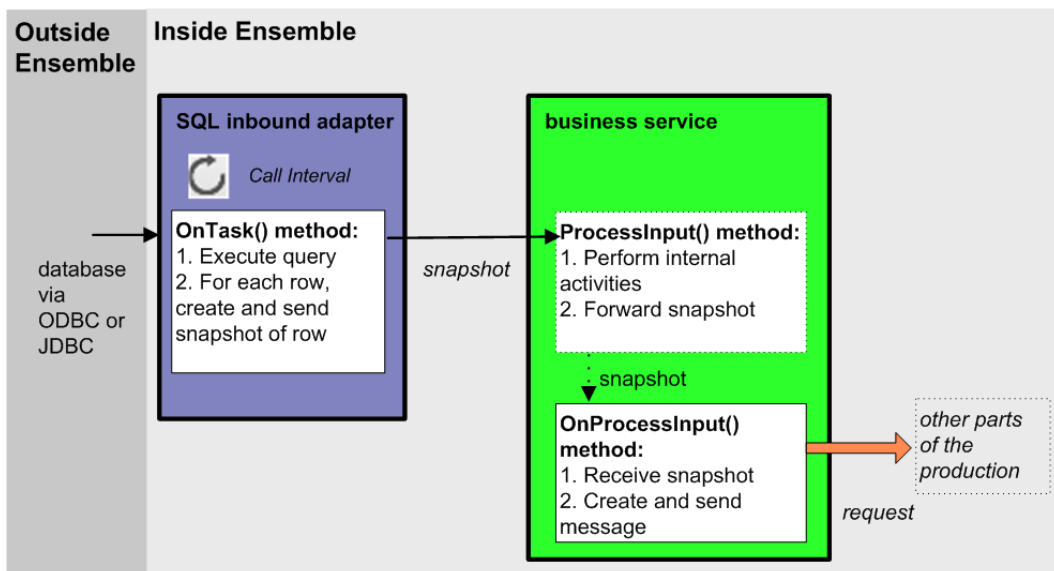 Outside
Ensemble
Inside Ensemble
database
via
ODBC or
JDBC
SQL inbound adapter
Call Interval
OnTask() method:
1. Execute query
2. For each row,
create and send
snapshot of row
snapshot
business service
ProcessInput() method:
1. Perform internal
activities
2. Forward snapshot
snapshot
OnProcessInput()
method:
1. Receive snapshot
2. Create and send
message
request
other parts
of the
production